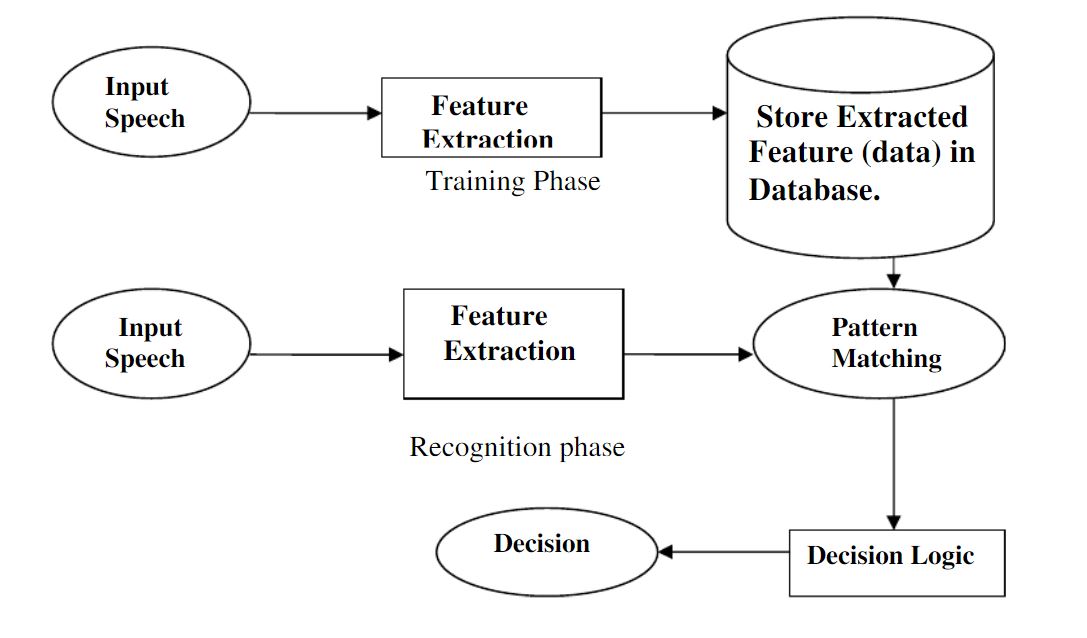 Input
Speech
Feature
Extraction
Training Phase
Store Extracted
Feature (data) in
Database.
Input
Speech
Feature
Extraction
Pattern
Matching
Recognition phase
Decision
Decision Logic